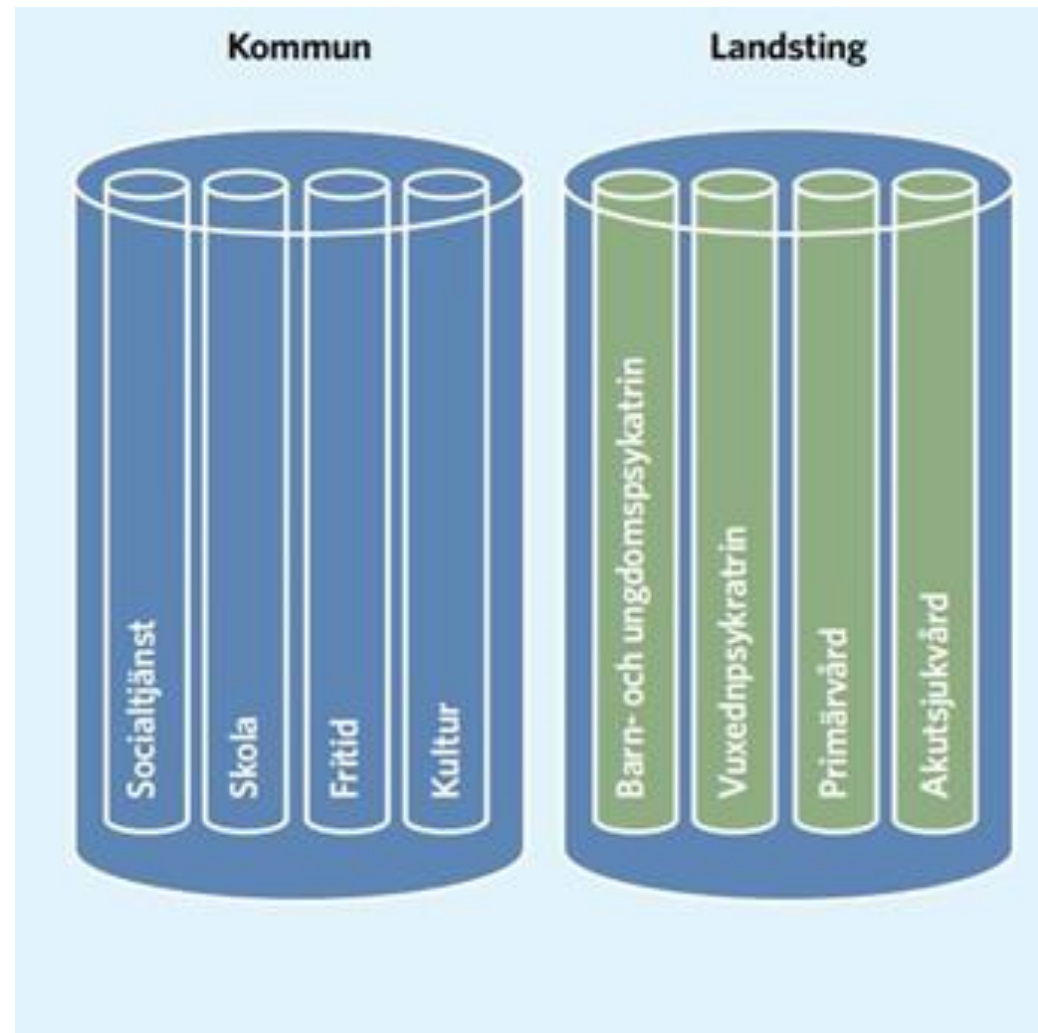 Kommun
Landsting
Socialtjänst
Skola
Fritid
Kultur
Barn- och ungdomspsykatrin
Vuxednpsykratrin
Primärvård
Akutsjukvård